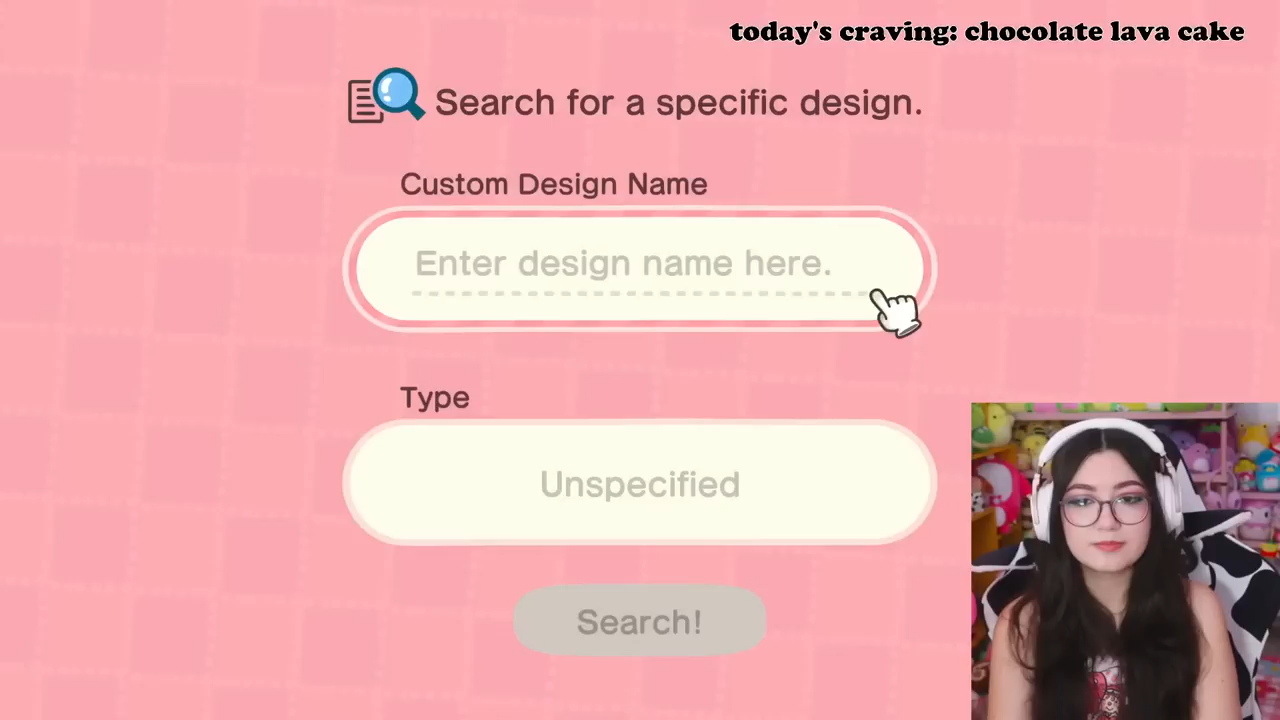 today's craving: chocolate lava cake
Search for a specific design.
Custom Design Name
Enter design name here.
Type
Unspecified
Search!